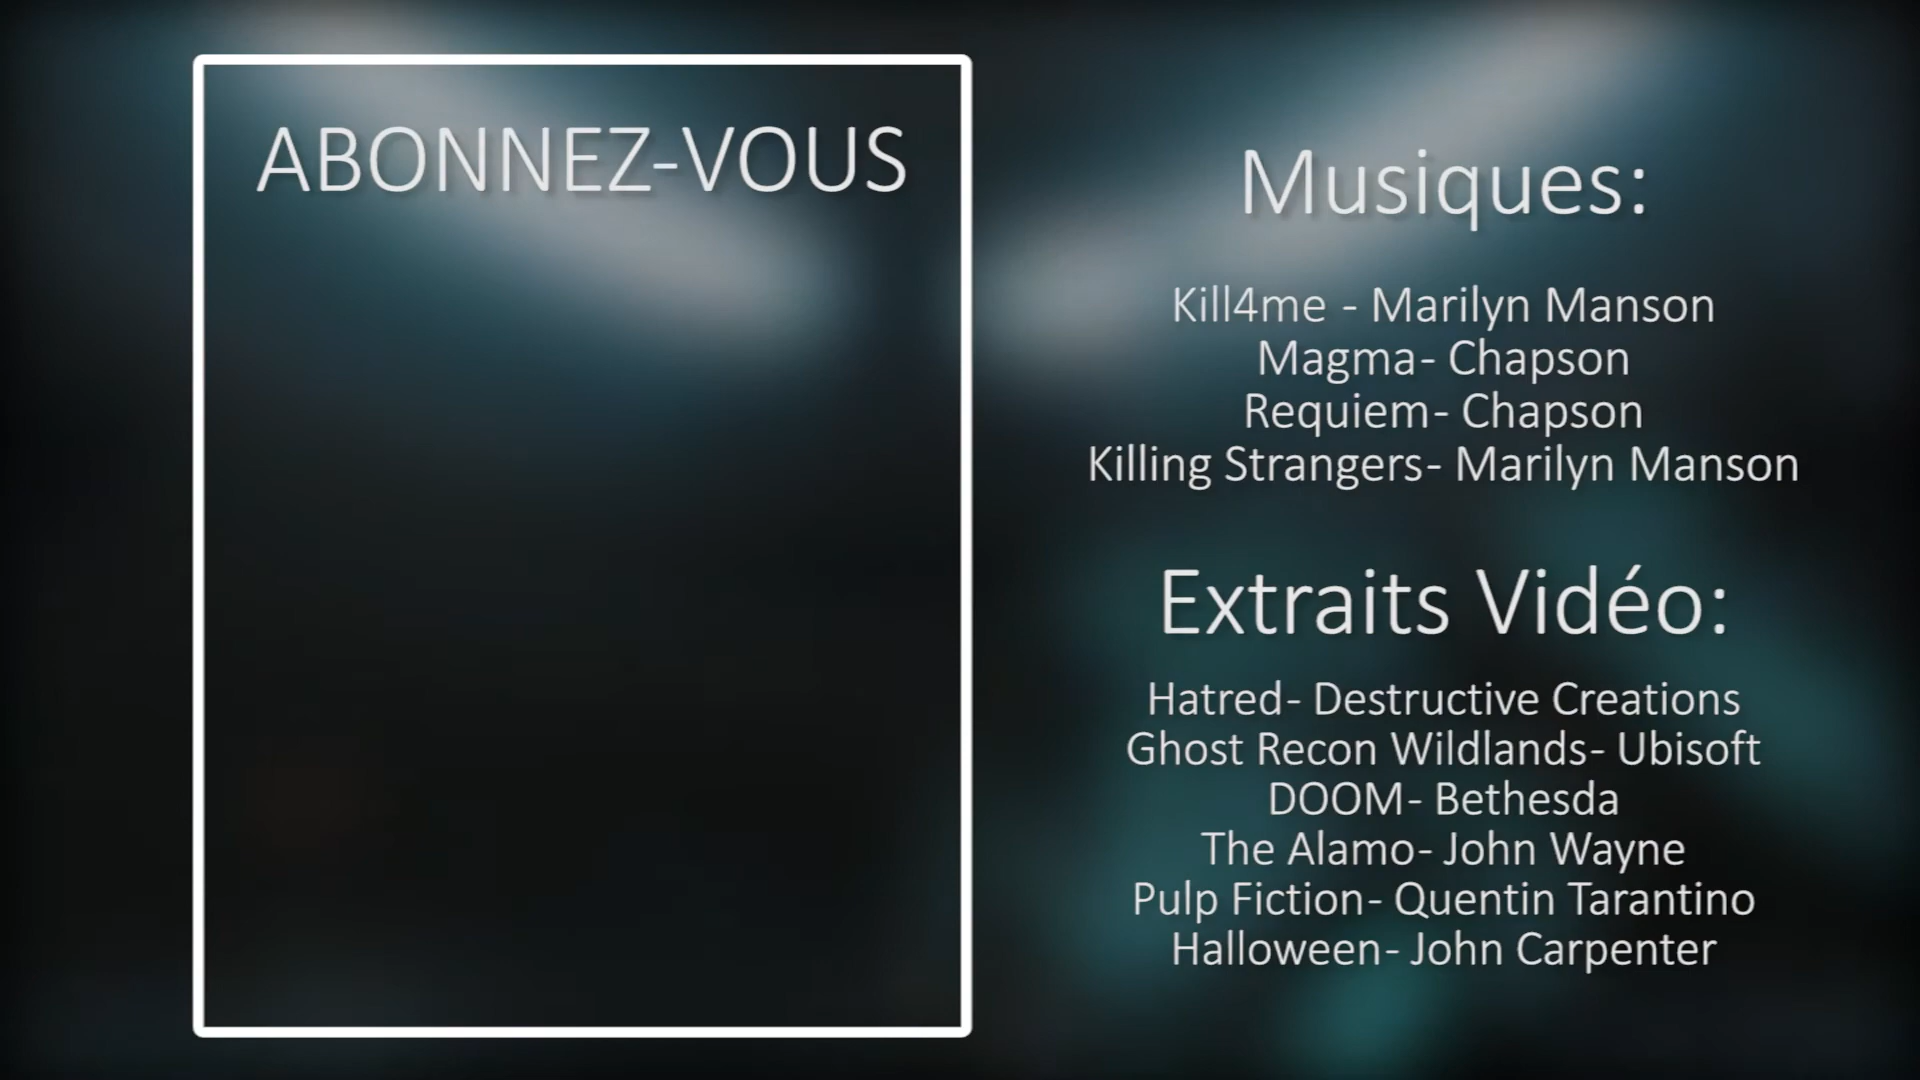 ABONNEZ-VOUS
Musiques:
Kill4me - Marilyn Manson
Magma- Chapson
Requiem- Chapson
Killing Strangers- Marilyn Manson
Extraits Vidéo:
Hatred- Destructive Creations
Ghost Recon Wildlands- Ubisoft
DOOM- Bethesda
The Alamo- John Wayne
Pulp Fiction- Quentin Tarantino
Halloween- John Carpenter